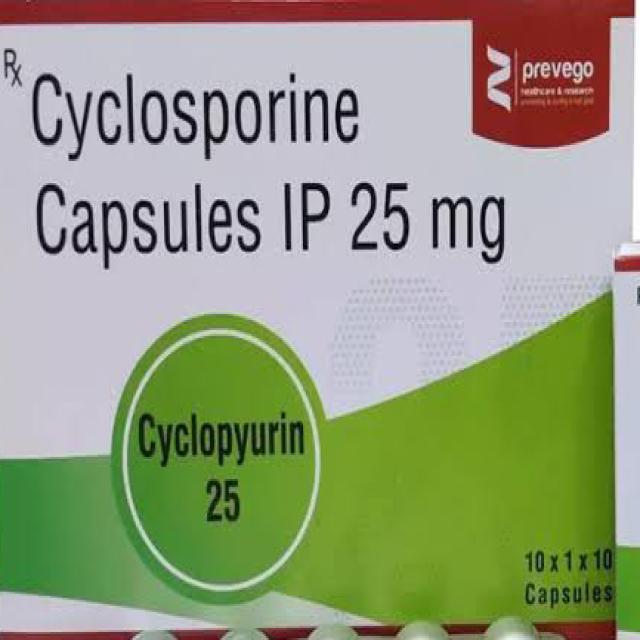 Rx
Cyclosporine
Capsules IP 25 mg
prevego
healthcare & research
Cyclopyurin
25
10 x 1 x 10
Capsules